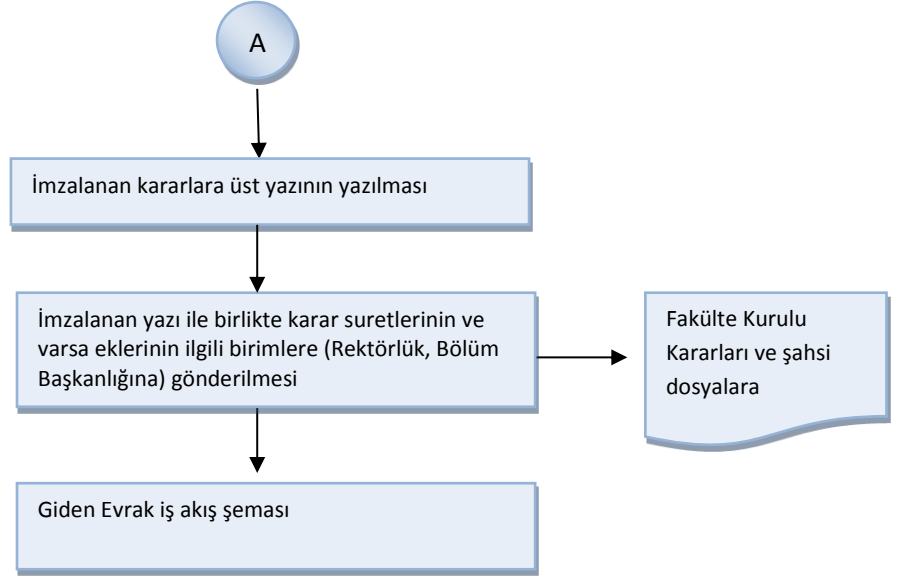 A
İmzalanan kararlara üst yazının yazılması
İmzalanan yazı ile birlikte karar suretlerinin ve
varsa eklerinin ilgili birimlere (Rektörlük, Bölüm
Başkanlığına) gönderilmesi
Fakülte Kurulu
Kararları ve şahsi
dosyalara
Giden Evrak iş akış şeması